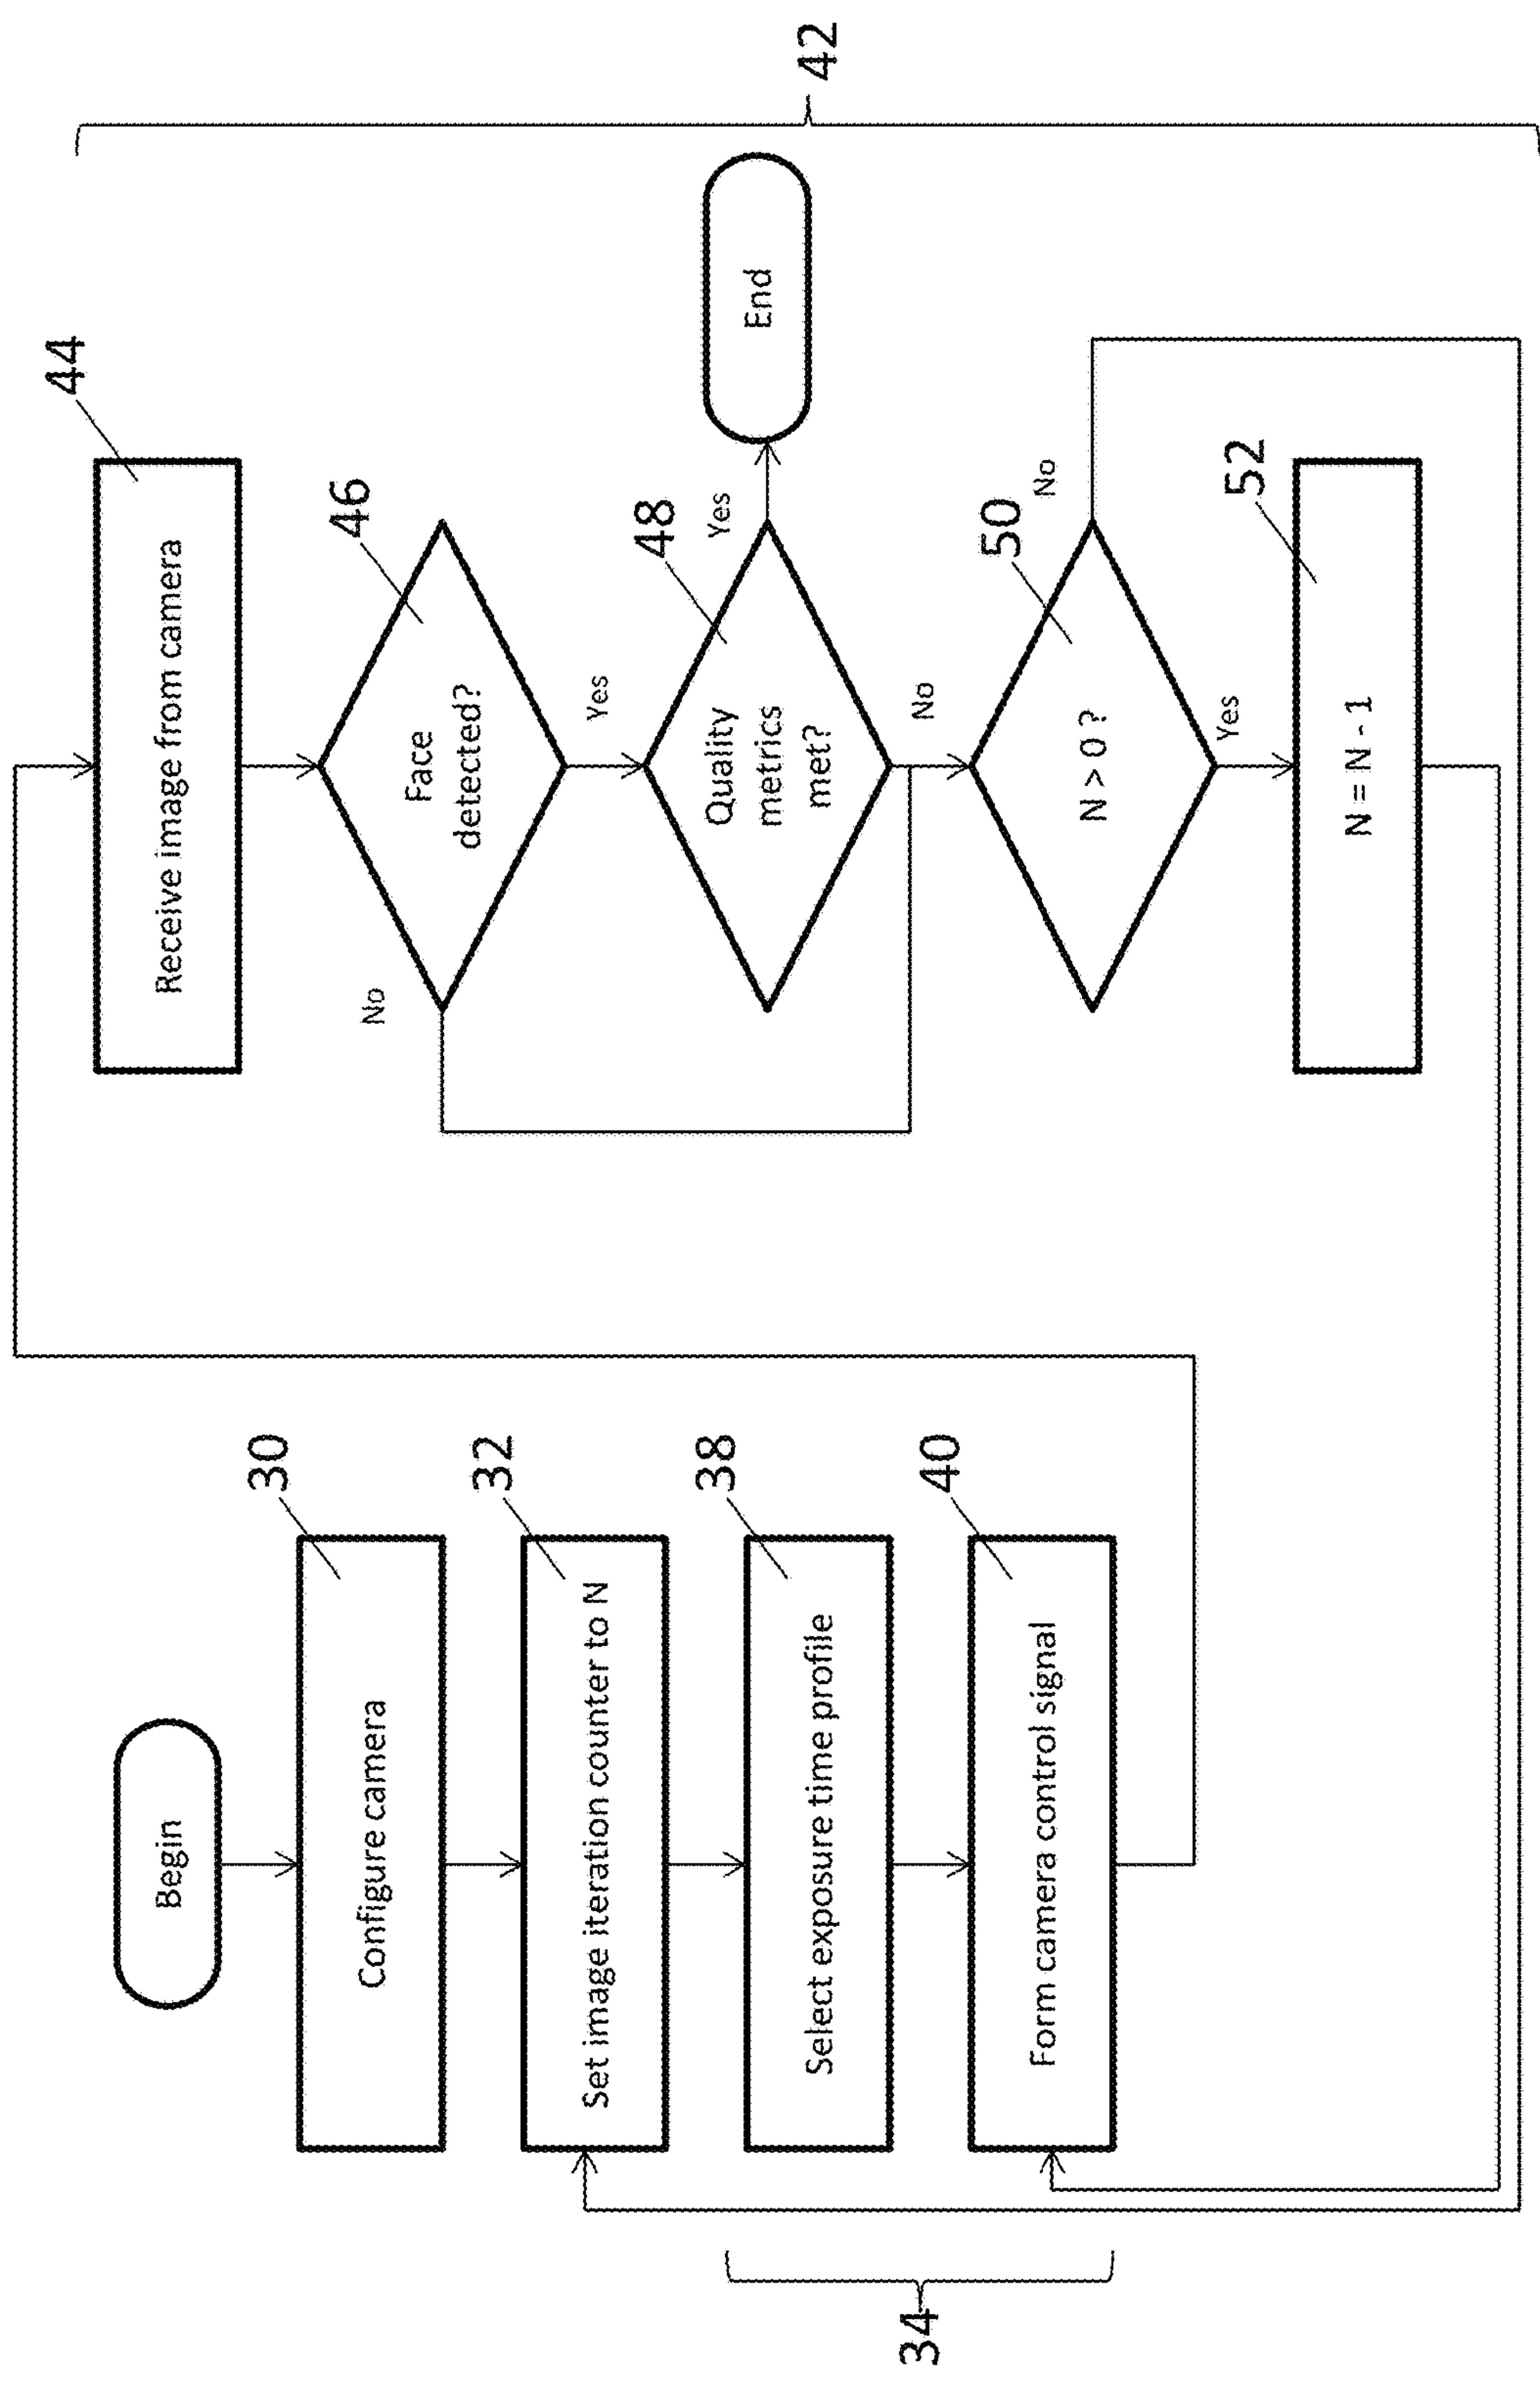 Begin
Configure camera
30
Set image iteration counter to N
32
Select exposure time profile
38
Form camera control signal
40
34
Receive image from camera
44
Face
detected?
46
No
Yes
Quality
metrics
met?
48
Yes
End
No
N > 0 ?
50
No
Yes
N = N - 1
52
42